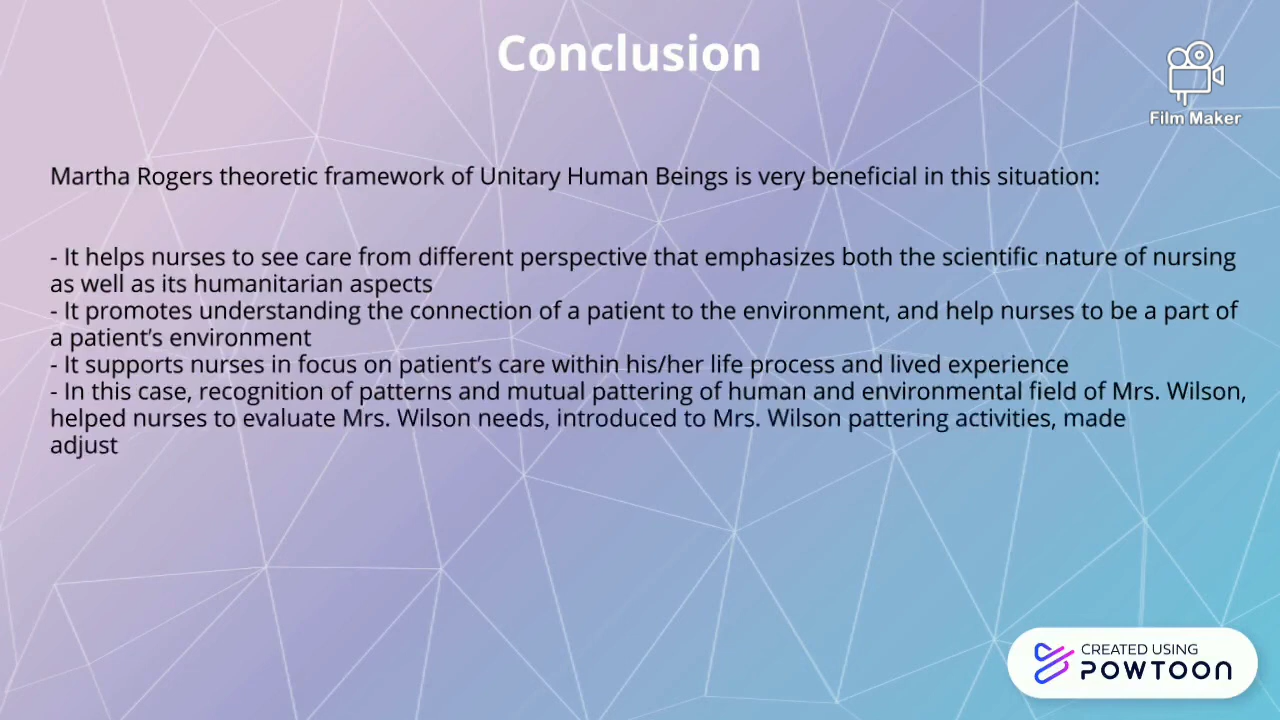 Conclusion
Film Maker
Martha Rogers theoretic framework of Unitary Human Beings is very beneficial in this situation:
- It helps nurses to see care from different perspective that emphasizes both the scientific nature of nursing
as well as its humanitarian aspects
- It promotes understanding the connection of a patient to the environment, and help nurses to be a part of
a patient's environment
- It supports nurses in focus on patient's care within his/her life process and lived experience
- In this case, recognition of patterns and mutual pattering of human and environmental field of Mrs. Wilson,
helped nurses to evaluate Mrs. Wilson needs, introduced to Mrs. Wilson pattering activities, made
adjust
CREATED USING
POWTOON